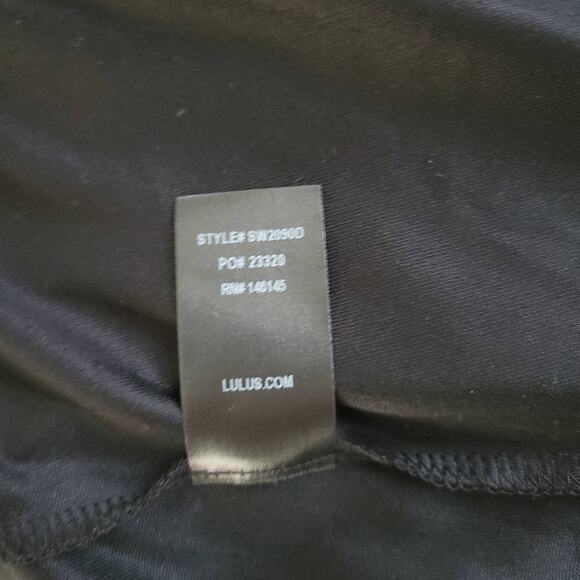 STYLE# SW2090D
PO# 23320
RN# 146145
LULUS.COM